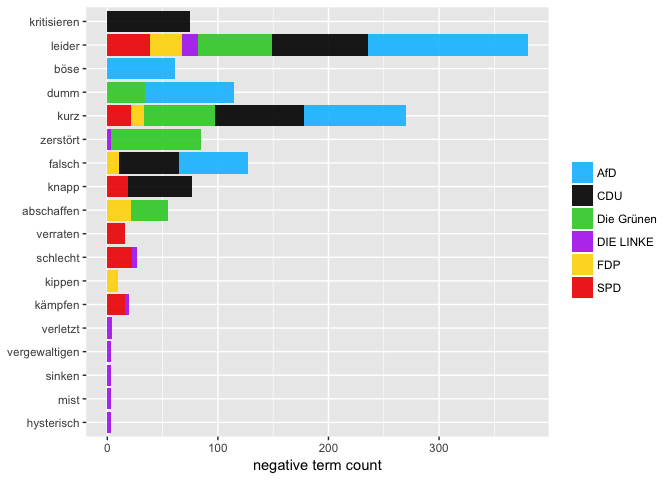 kritisieren
leider
böse
dumm
kurz
zerstört
falsch
knapp
abschaffen
verraten
schlecht
kippen
kämpfen
verletzt
vergewaltigen
sinken
mist
hysterisch
0 100 200 300
negative term count
AfD
CDU
Die Grünen
DIE LINKE
FDP
SPD